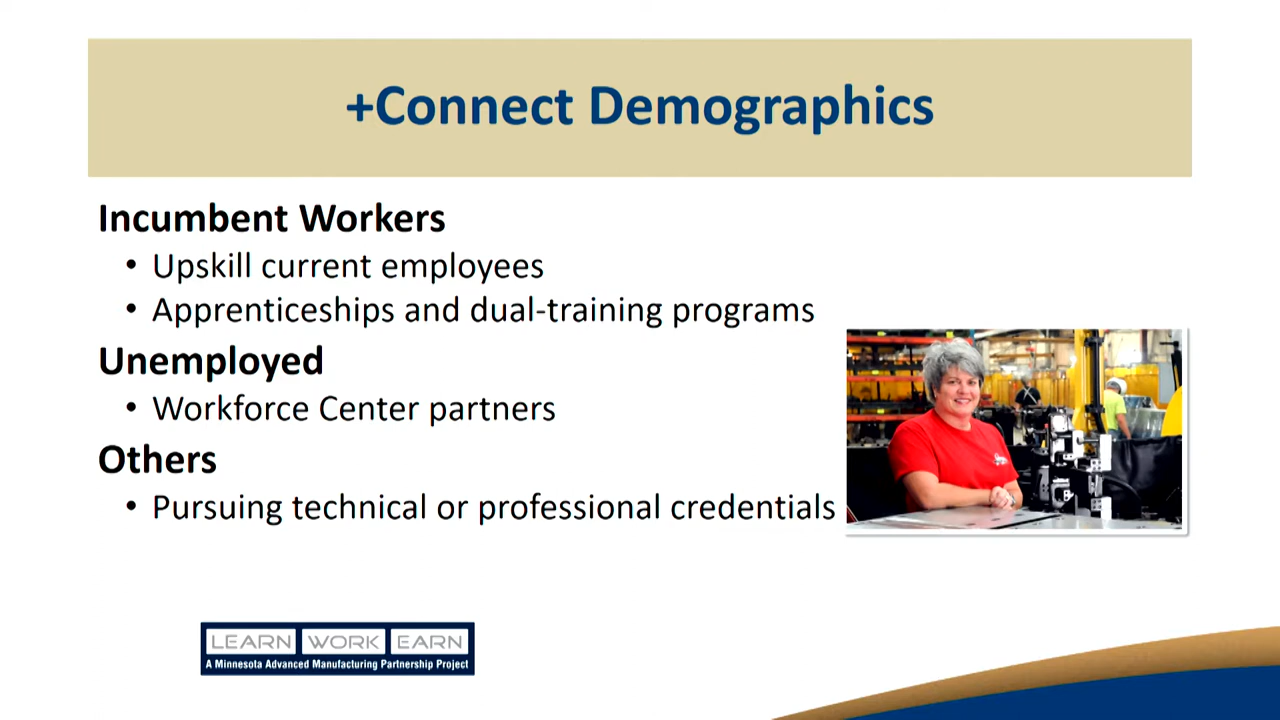 +Connect Demographics
Incumbent Workers
• Upskill current employees
• Apprenticeships and dual-training programs
Unemployed
• Workforce Center partners
Others
• Pursuing technical or professional credentials
LEARN WORK EARN
A Minnesota Advanced Manufacturing Partnership Project